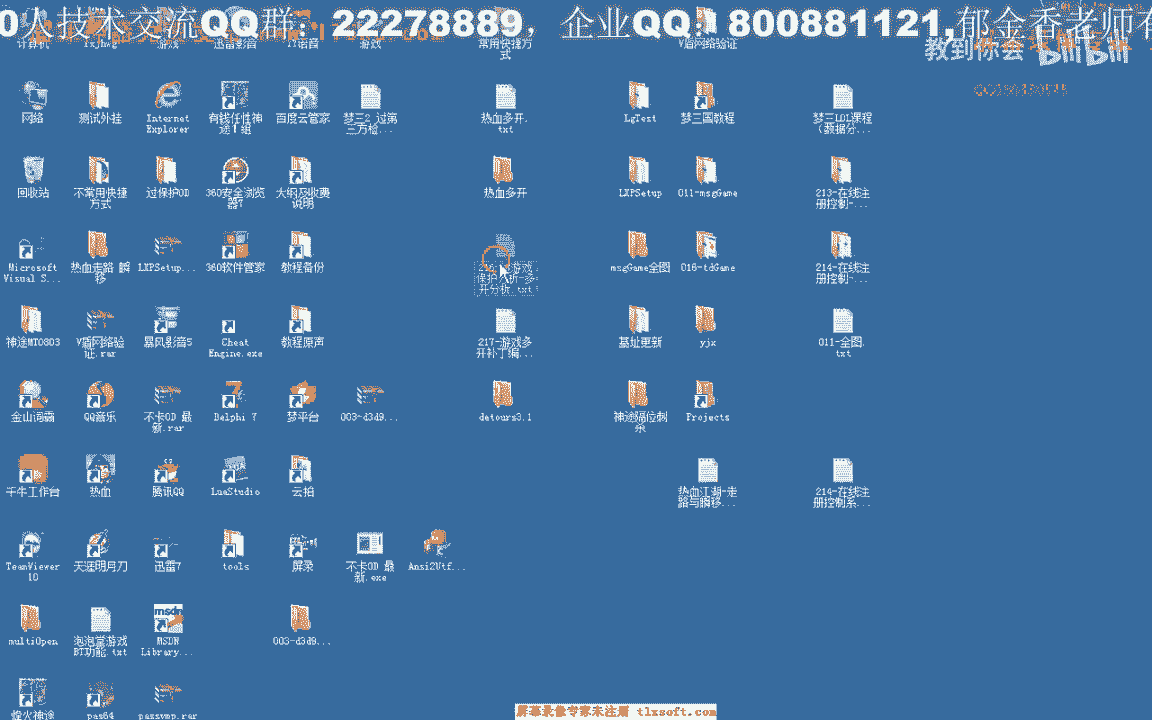 0人技术交流QQ群：22278889， 企业QQ：800881121,郁金香老师有
教到你会
bilibili
计算机
游戏
迅雷影音
YY语音
游戏
常用快捷方
式
V盾网络验证
网络
测试外挂
Internet
Explorer
有钱任性神
途1组
百度云管家
梦三2 过第
三方检...
热血多开.
txt
LgTest
梦三国教程
梦三LOL课程
（数据分...
回收站
不常用快捷
方式
过保护OD
360安全浏览
器7
大纲及收费
说明
热血多开
LXPSetup
011-msgGame
213-在线注
册控制-...
Microsoft
Visual S...
热血走路 瞬
移
LXPSetup...
360软件管家
教程备份
216-游戏
保护分析-多
开分析.txt
msgGame全图
016-tdGame
214-在线注
册控制-...
神途MT0803
V盾网络验
证.rar
暴风影音5
Cheat
Engine.exe
教程原声
217-游戏多
开补丁编...
基址更新
yjx
011-全图.
txt
金山词霸
QQ音乐
不卡OD 最
新.rar
Delphi 7
梦平台
003-d3d9...
detours3.1
神途隔位刺
杀
Projects
千牛工作台
热血
腾讯QQ
LuaStudio
云拍
热血江湖-走
路与瞬移...
214-在线注
册控制系...
TeamViewer
10
天涯明月刀
迅雷7
tools
屏录
不卡OD 最
新.exe
Ansi2Utf...
multiOpen
泡泡堂游戏
BT功能.txt
msdn
MSDN
Library...
003-d3d9...
烽火神途
pas64
paxsvmp.rar
屏幕录像专家未注册 tlxsoft.com